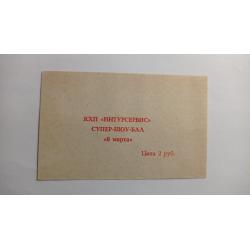 КХП «ИНТУРСЕРВИС»
СУПЕР-ШОУ-БАЛ
«8 марта»
Цена 2 руб.